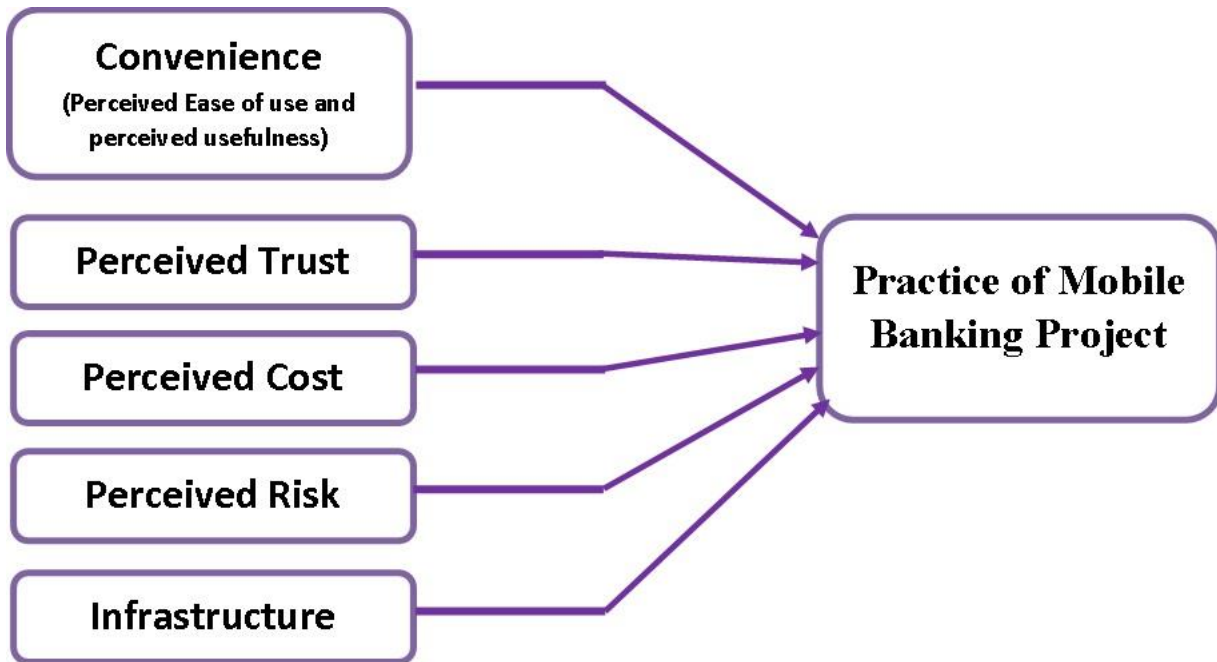 Convenience
(Perceived Ease of use and
perceived usefulness)
Perceived Trust
Perceived Cost
Perceived Risk
Infrastructure
Practice of Mobile
Banking Project